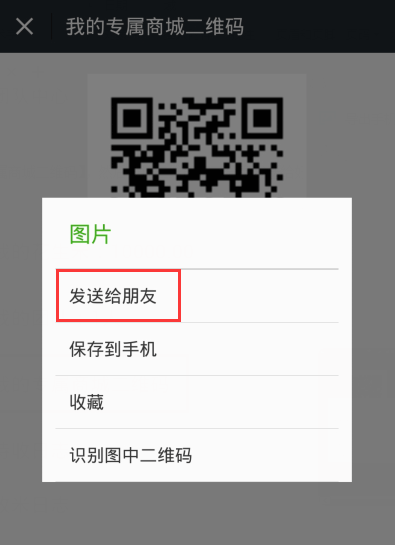 我的专属商城二维码
图片
发送给朋友
保存到手机
收藏
识别图中二维码